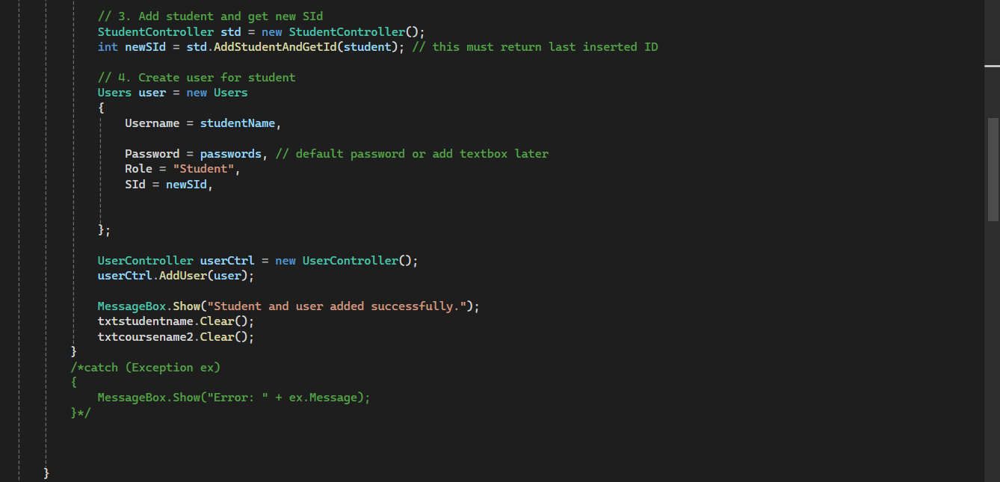 // 3. Add student and get new SId
StudentController std = new StudentController();
int newSId = std.AddStudentAndGetId(student); // this must return last inserted ID
// 4. Create user for student
Users user = new Users
{
Username = studentName,
Password = passwords, // default password or add textbox later
Role = "Student",
SId = newSId,
};
UserController userCtrl = new UserController();
userCtrl.AddUser(user);
MessageBox.Show("Student and user added successfully.");
txtstudentname.Clear();
txtcoursename2.Clear();
}
/*catch (Exception ex)
{
MessageBox.Show("Error: " + ex.Message);
}*/
}